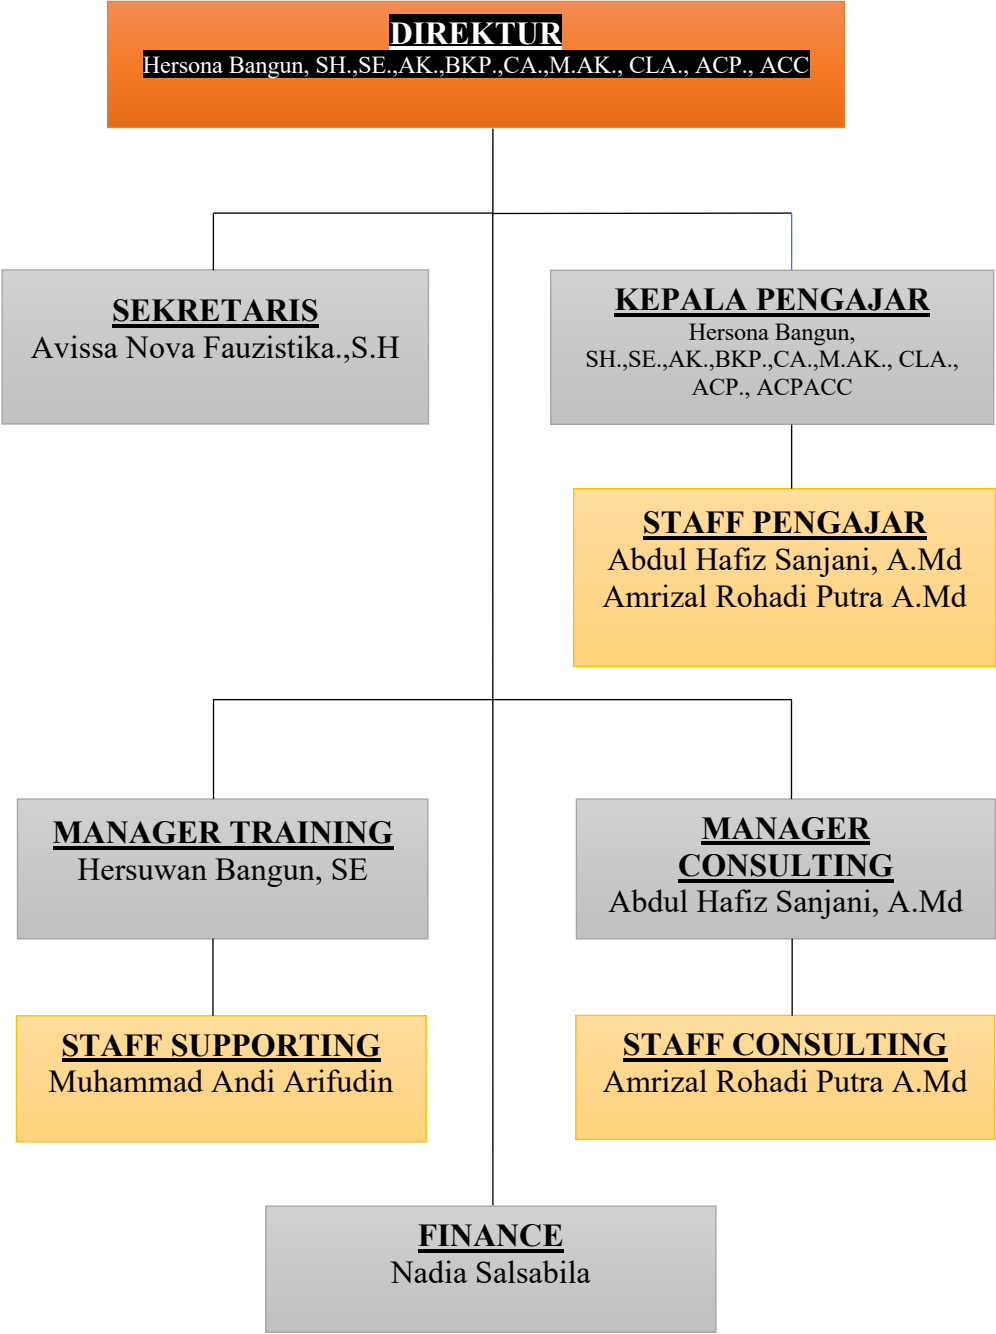 DIREKTUR
Hersona Bangun, SH.,SE.,AK.,BKP.,CA.,M.AK., CLA., ACP., ACC
SEKRETARIS
Avissa Nova Fauzistika.,S.H
KEPALA PENGAJAR
Hersona Bangun,
SH.,SE.,AK.,BKP.,CA.,M.AK., CLA.,
ACP., ACPACC
STAFF PENGAJAR
Abdul Hafiz Sanjani, A.Md
Amrizal Rohadi Putra A.Md
MANAGER TRAINING
Hersuwan Bangun, SE
MANAGER
CONSULTING
Abdul Hafiz Sanjani, A.Md
STAFF SUPPORTING
Muhammad Andi Arifudin
STAFF CONSULTING
Amrizal Rohadi Putra A.Md
FINANCE
Nadia Salsabila